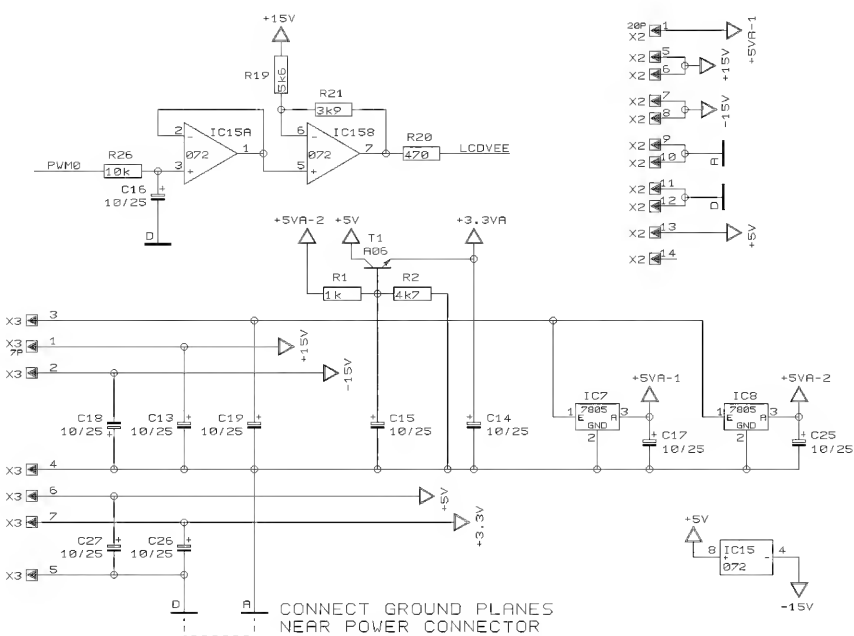 +15V
R19
5k6
R21
3k9
2
IC15A
072
1
R26
PWM0
10k
3
C16
10/25
D
6
IC15B
072
5
7
R20
470
LCDVEE
20P
X2
1
+5VA-1
X2
5
X2
6
+15V
X2
7
X2
8
-15V
X2
9
X2
10
A
X2
11
X2
12
D
X2
13
+5V
X2
14
+5VA-2
+5V
T1
A06
+3.3VA
R1
1k
R2
4k7
X3
3
X3
7P
1
+15V
X3
2
-15V
C18
10/25
C13
10/25
C19
10/25
C15
10/25
C14
10/25
IC7
1
7805
E
A
3
GND
2
+5VA-1
C17
10/25
IC8
1
7805
E
A
3
GND
2
+5VA-2
C25
10/25
X3
4
X3
6
+5V
X3
7
+3.3V
C27
10/25
C26
10/25
X3
5
+5V
8
IC15
072
4
-15V
D
A
CONNECT GROUND PLANES
NEAR POWER CONNECTOR